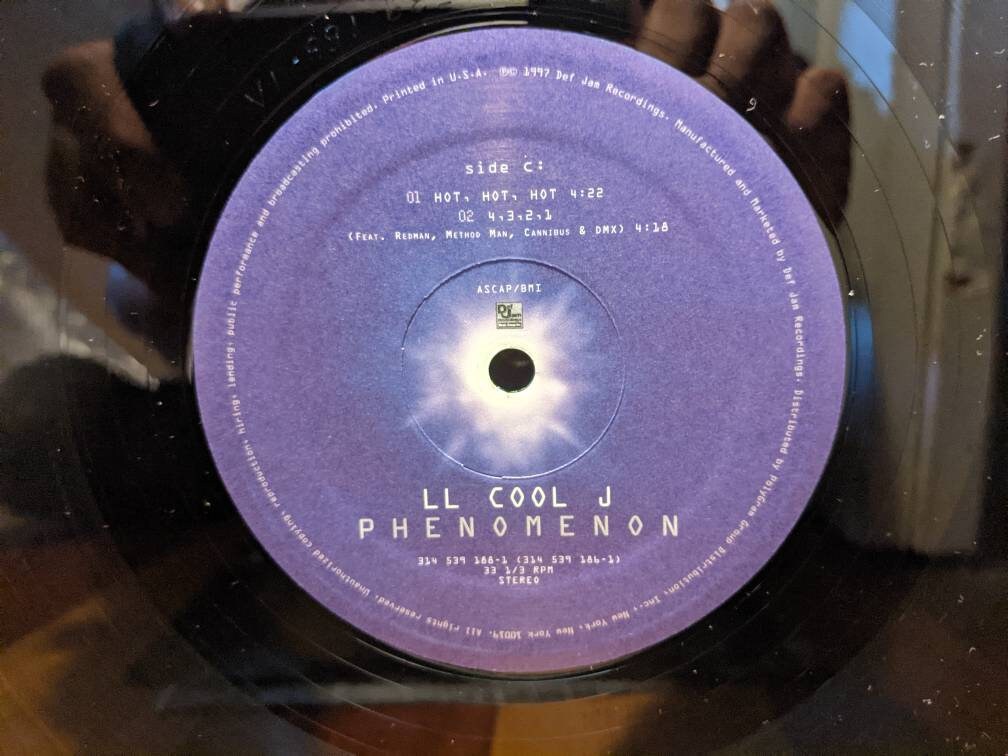 side c:
01 HOT, HOT, HOT 4:22
02 4,3,2,1
(FEAT. REDMAN, METHOD MAN, CANNIBUS & DMX) 4:18
ASCAP/BMI
Def Jam
LL COOL J
PHENOMENON
314 539 188-1 (314 539 186-1)
33 1/3 RPM
STEREO
℗© 1997 Def Jam Recordings. Manufactured and Marketed by Def Jam Recordings. Distributed by PolyGram Group Distribution, Inc., New York, New York 10019. All rights reserved. Unauthorized copying, reproduction, hiring, lending, public performance and broadcasting prohibited. Printed in U.S.A.